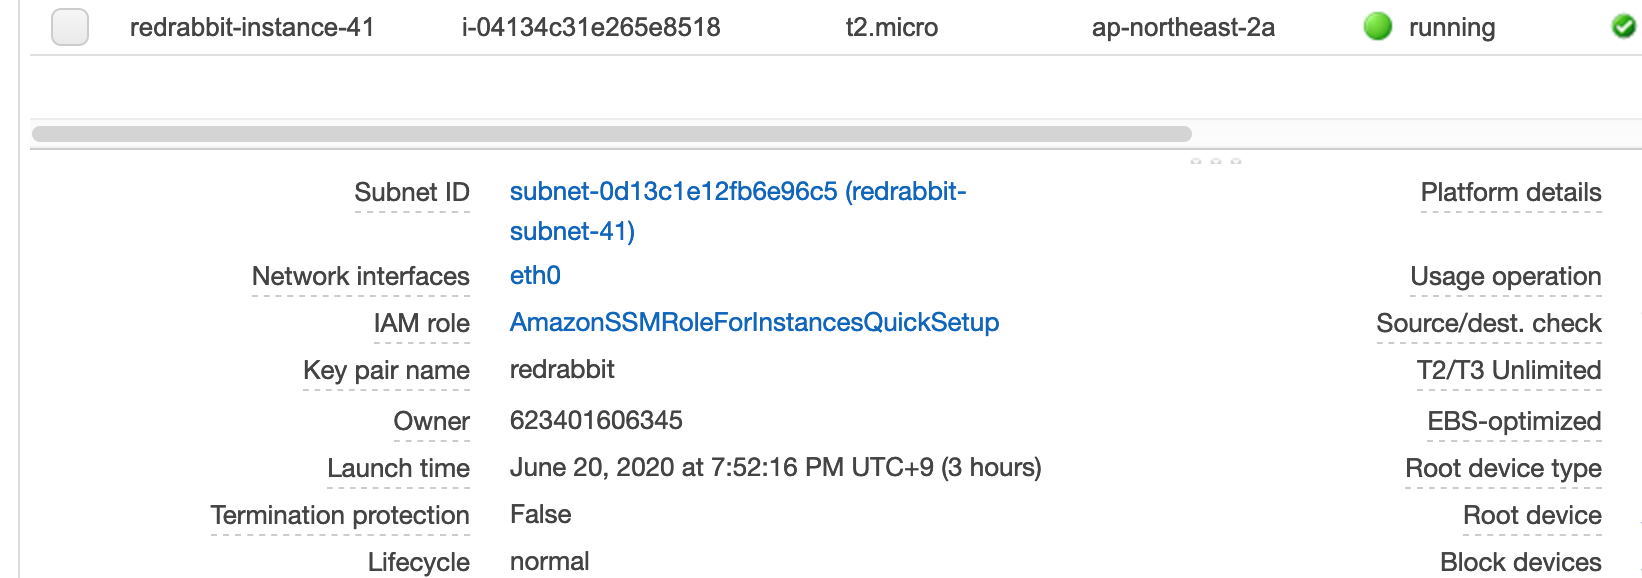 redrabbit-instance-41 i-04134c31e265e8518 t2.micro ap-northeast-2a running
Subnet ID subnet-0d13c1e12fb6e96c5 (redrabbit- Platform details
subnet-41)
Network interfaces eth0 Usage operation
IAM role AmazonSSMRoleForInstancesQuickSetup Source/dest. check
Key pair name redrabbit T2/T3 Unlimited
Owner 623401606345 EBS-optimized
Launch time June 20, 2020 at 7:52:16 PM UTC+9 (3 hours) Root device type
Termination protection False Root device
Lifecycle normal Block devices